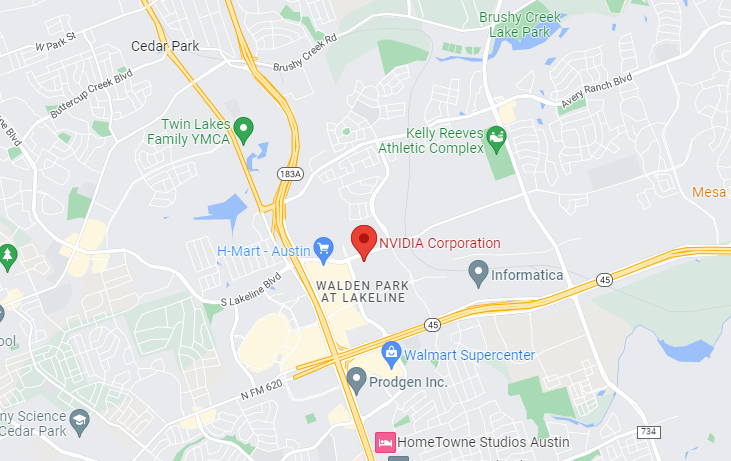 Brushy Creek
Lake Park
W Park St
Cedar Park
Brushy Creek Rd
Buttercup Creek Blvd
Avery Ranch Blvd
Twin Lakes
Family YMCA
Kelly Reeves
Athletic Complex
183A
Mesa
NVIDIA Corporation
H-Mart - Austin
Informatica
S Lakeline Blvd
WALDEN PARK
AT LAKELINE
45
45
Walmart Supercenter
N FM 620
Prodgen Inc.
ny Science
Cedar Park
734
HomeTowne Studios Austin